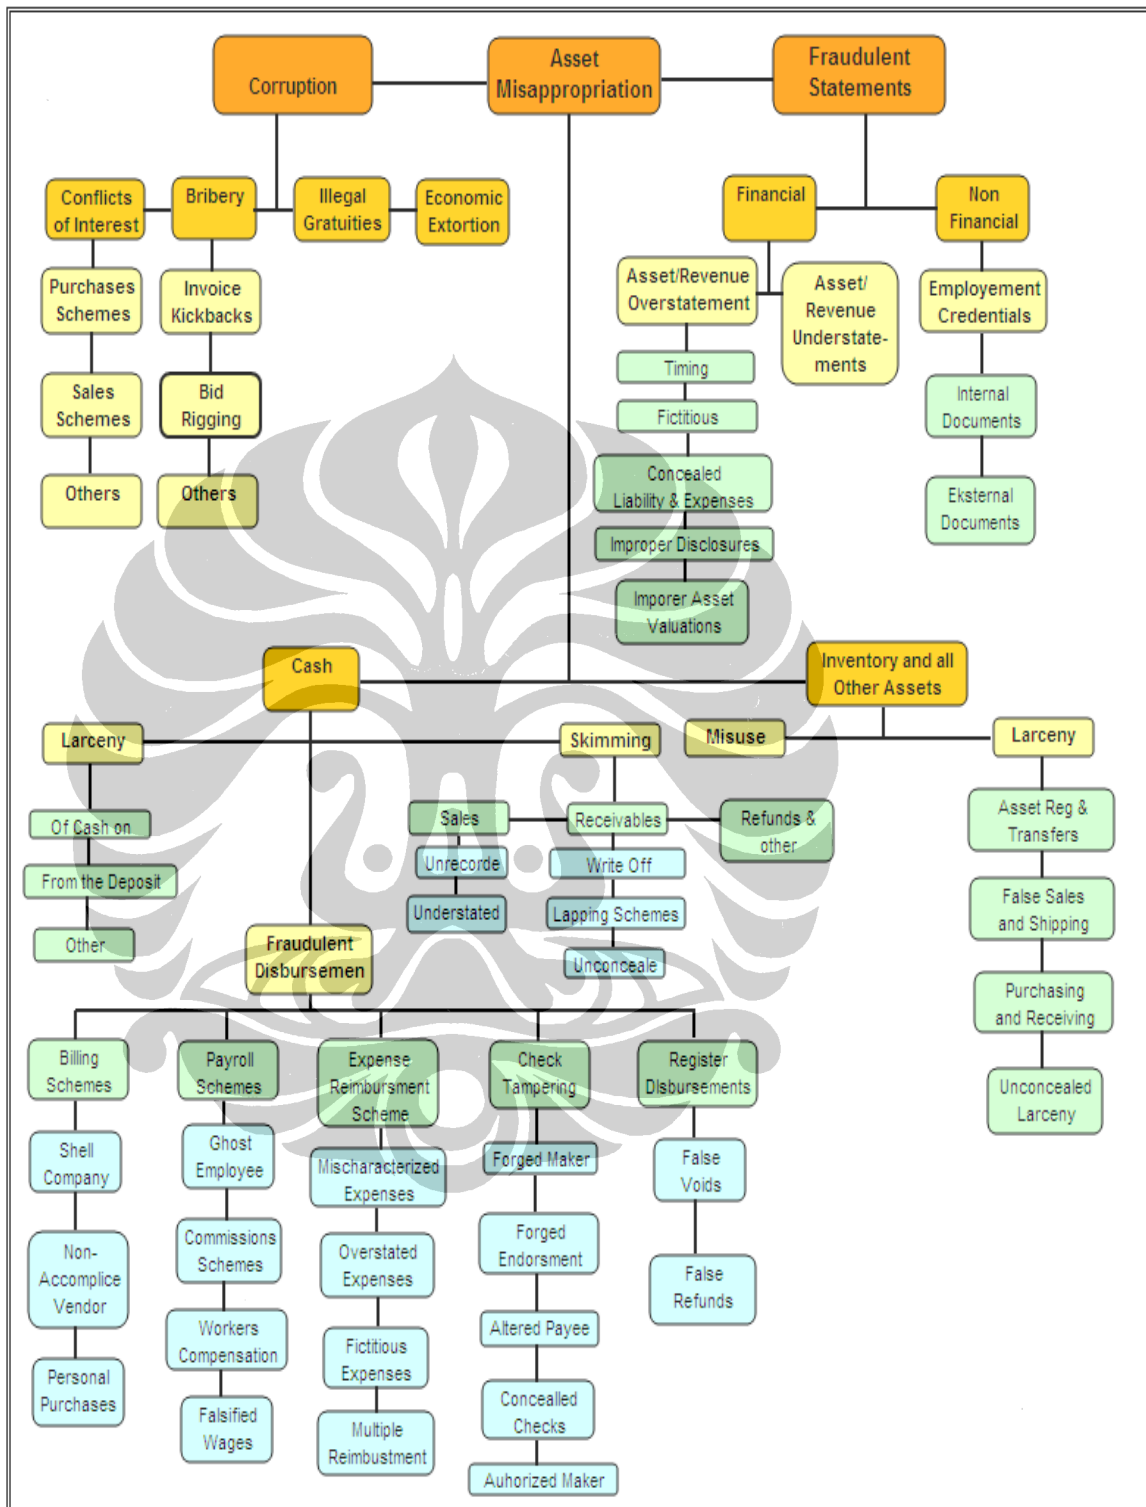 Corruption
Asset
Misappropriation
Fraudulent
Statements
Conflicts
of Interest
Bribery
Illegal
Gratuities
Economic
Extortion
Financial
Non
Financial
Purchases
Schemes
Invoice
Kickbacks
Asset/Revenue
Overstatement
Asset/
Revenue
Understate-
ments
Employement
Credentials
Sales
Schemes
Bid
Rigging
Timing
Fictitious
Internal
Documents
Others
Others
Concealed
Liability & Expenses
Eksternal
Documents
Improper Disclosures
Imporer Asset
Valuations
Cash
Inventory and all
Other Assets
Larceny
Skimming
Misuse
Larceny
Of Cash on
From the Deposit
Other
Sales
Receivables
Refunds &
other
Unrecorde
Understated
Write Off
Lapping Schemes
Unconceale
Asset Reg &
Transfers
False Sales
and Shipping
Purchasing
and Receiving
Unconcealed
Larceny
Fraudulent
Disbursemen
Billing
Schemes
Payroll
Schemes
Expense
Reimbursment
Scheme
Check
Tampering
Register
DIsbursements
Shell
Company
Ghost
Employee
Mischaracterized
Expenses
Forged Maker
False
Voids
Non-
Accomplice
Vendor
Commissions
Schemes
Overstated
Expenses
Forged
Endorsment
False
Refunds
Personal
Purchases
Workers
Compensation
Fictitious
Expenses
Altered Payee
Falsified
Wages
Multiple
Reimbustment
Concealled
Checks
Auhorized Maker